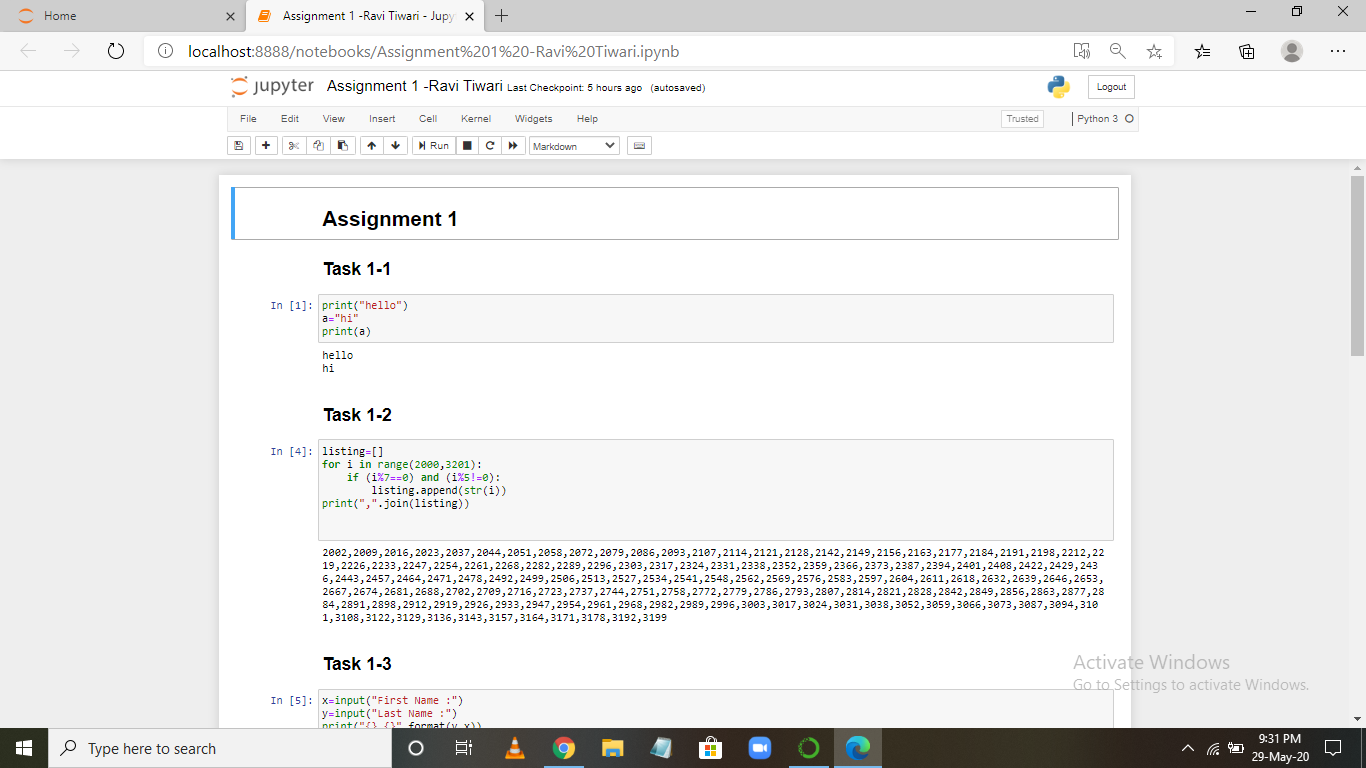 Home
Assignment 1 -Ravi Tiwari - Jupy
localhost:8888/notebooks/Assignment%201%20-Ravi%20Tiwari.ipynb
jupyter Assignment 1 -Ravi Tiwari Last Checkpoint: 5 hours ago (autosaved)
Logout
File Edit View Insert Cell Kernel Widgets Help
Trusted
Python 3
Run
Markdown
Assignment 1
Task 1-1
In [1]: print("hello")
a="hi"
print(a)
hello
hi
Task 1-2
In [4]: listing=[]
for i in range(2000,3201):
    if (i%7==0) and (i%5!=0):
        listing.append(str(i))
print(",".join(listing))
2002,2009,2016,2023,2037,2044,2051,2058,2072,2079,2086,2093,2107,2114,2121,2128,2142,2149,2156,2163,2177,2184,2191,2198,2212,22
19,2226,2233,2247,2254,2261,2268,2282,2289,2296,2303,2317,2324,2331,2338,2352,2359,2366,2373,2387,2394,2401,2408,2422,2429,243
6,2443,2457,2464,2471,2478,2492,2499,2506,2513,2527,2534,2541,2548,2562,2569,2576,2583,2597,2604,2611,2618,2632,2639,2646,2653,
2667,2674,2681,2688,2702,2709,2716,2723,2737,2744,2751,2758,2772,2779,2786,2793,2807,2814,2821,2828,2842,2849,2856,2863,2877,28
84,2891,2898,2912,2919,2926,2933,2947,2954,2961,2968,2982,2989,2996,3003,3017,3024,3031,3038,3052,3059,3066,3073,3087,3094,310
1,3108,3122,3129,3136,3143,3157,3164,3171,3178,3192,3199
Task 1-3
In [5]: x=input("First Name :")
y=input("Last Name :")
print("{} {}".format(y,x))
Activate Windows
Go to Settings to activate Windows.
Type here to search
9:31 PM
29-May-20